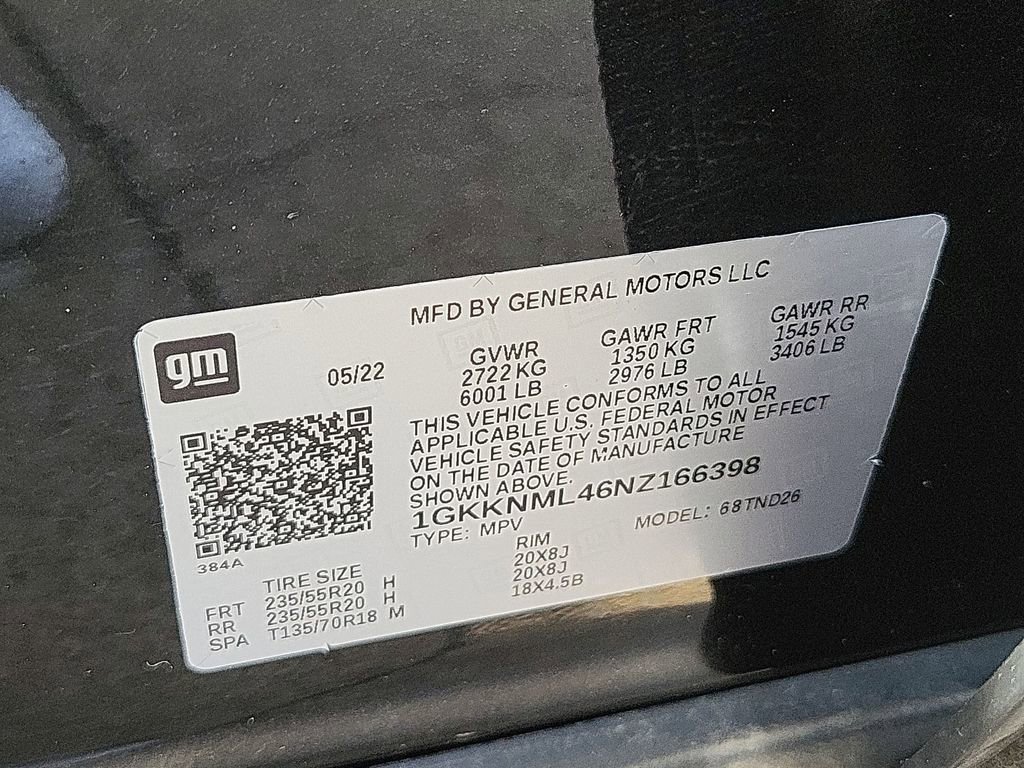 MFD BY GENERAL MOTORS LLC
gm
05/22
GVWR
2722 KG
6001 LB
GAWR FRT
1350 KG
2976 LB
GAWR RR
1545 KG
3406 LB
THIS VEHICLE CONFORMS TO ALL
APPLICABLE U.S. FEDERAL MOTOR
VEHICLE SAFETY STANDARDS IN EFFECT
ON THE DATE OF MANUFACTURE
SHOWN ABOVE.
1GKKNML46NZ166398
TYPE: MPV
MODEL: 68TND26
384A
TIRE SIZE
RIM
FRT 235/55R20 H 20X8J
RR 235/55R20 H 20X8J
SPA T135/70R18 M 18X4.5B